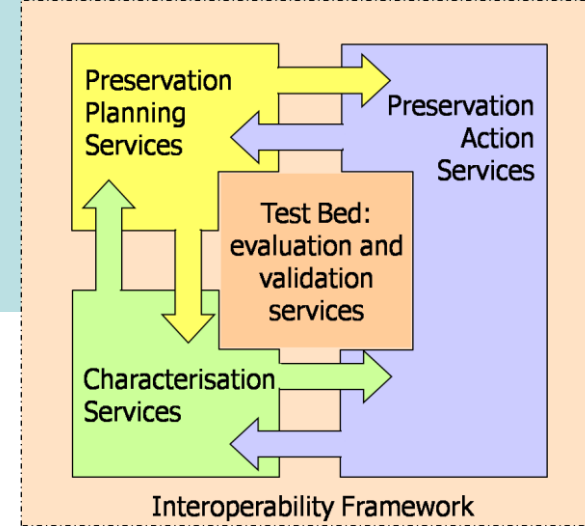 Preservation
Planning
Services
Preservation
Action
Services
Test Bed:
evaluation and
validation
services
Characterisation
Services
Interoperability Framework